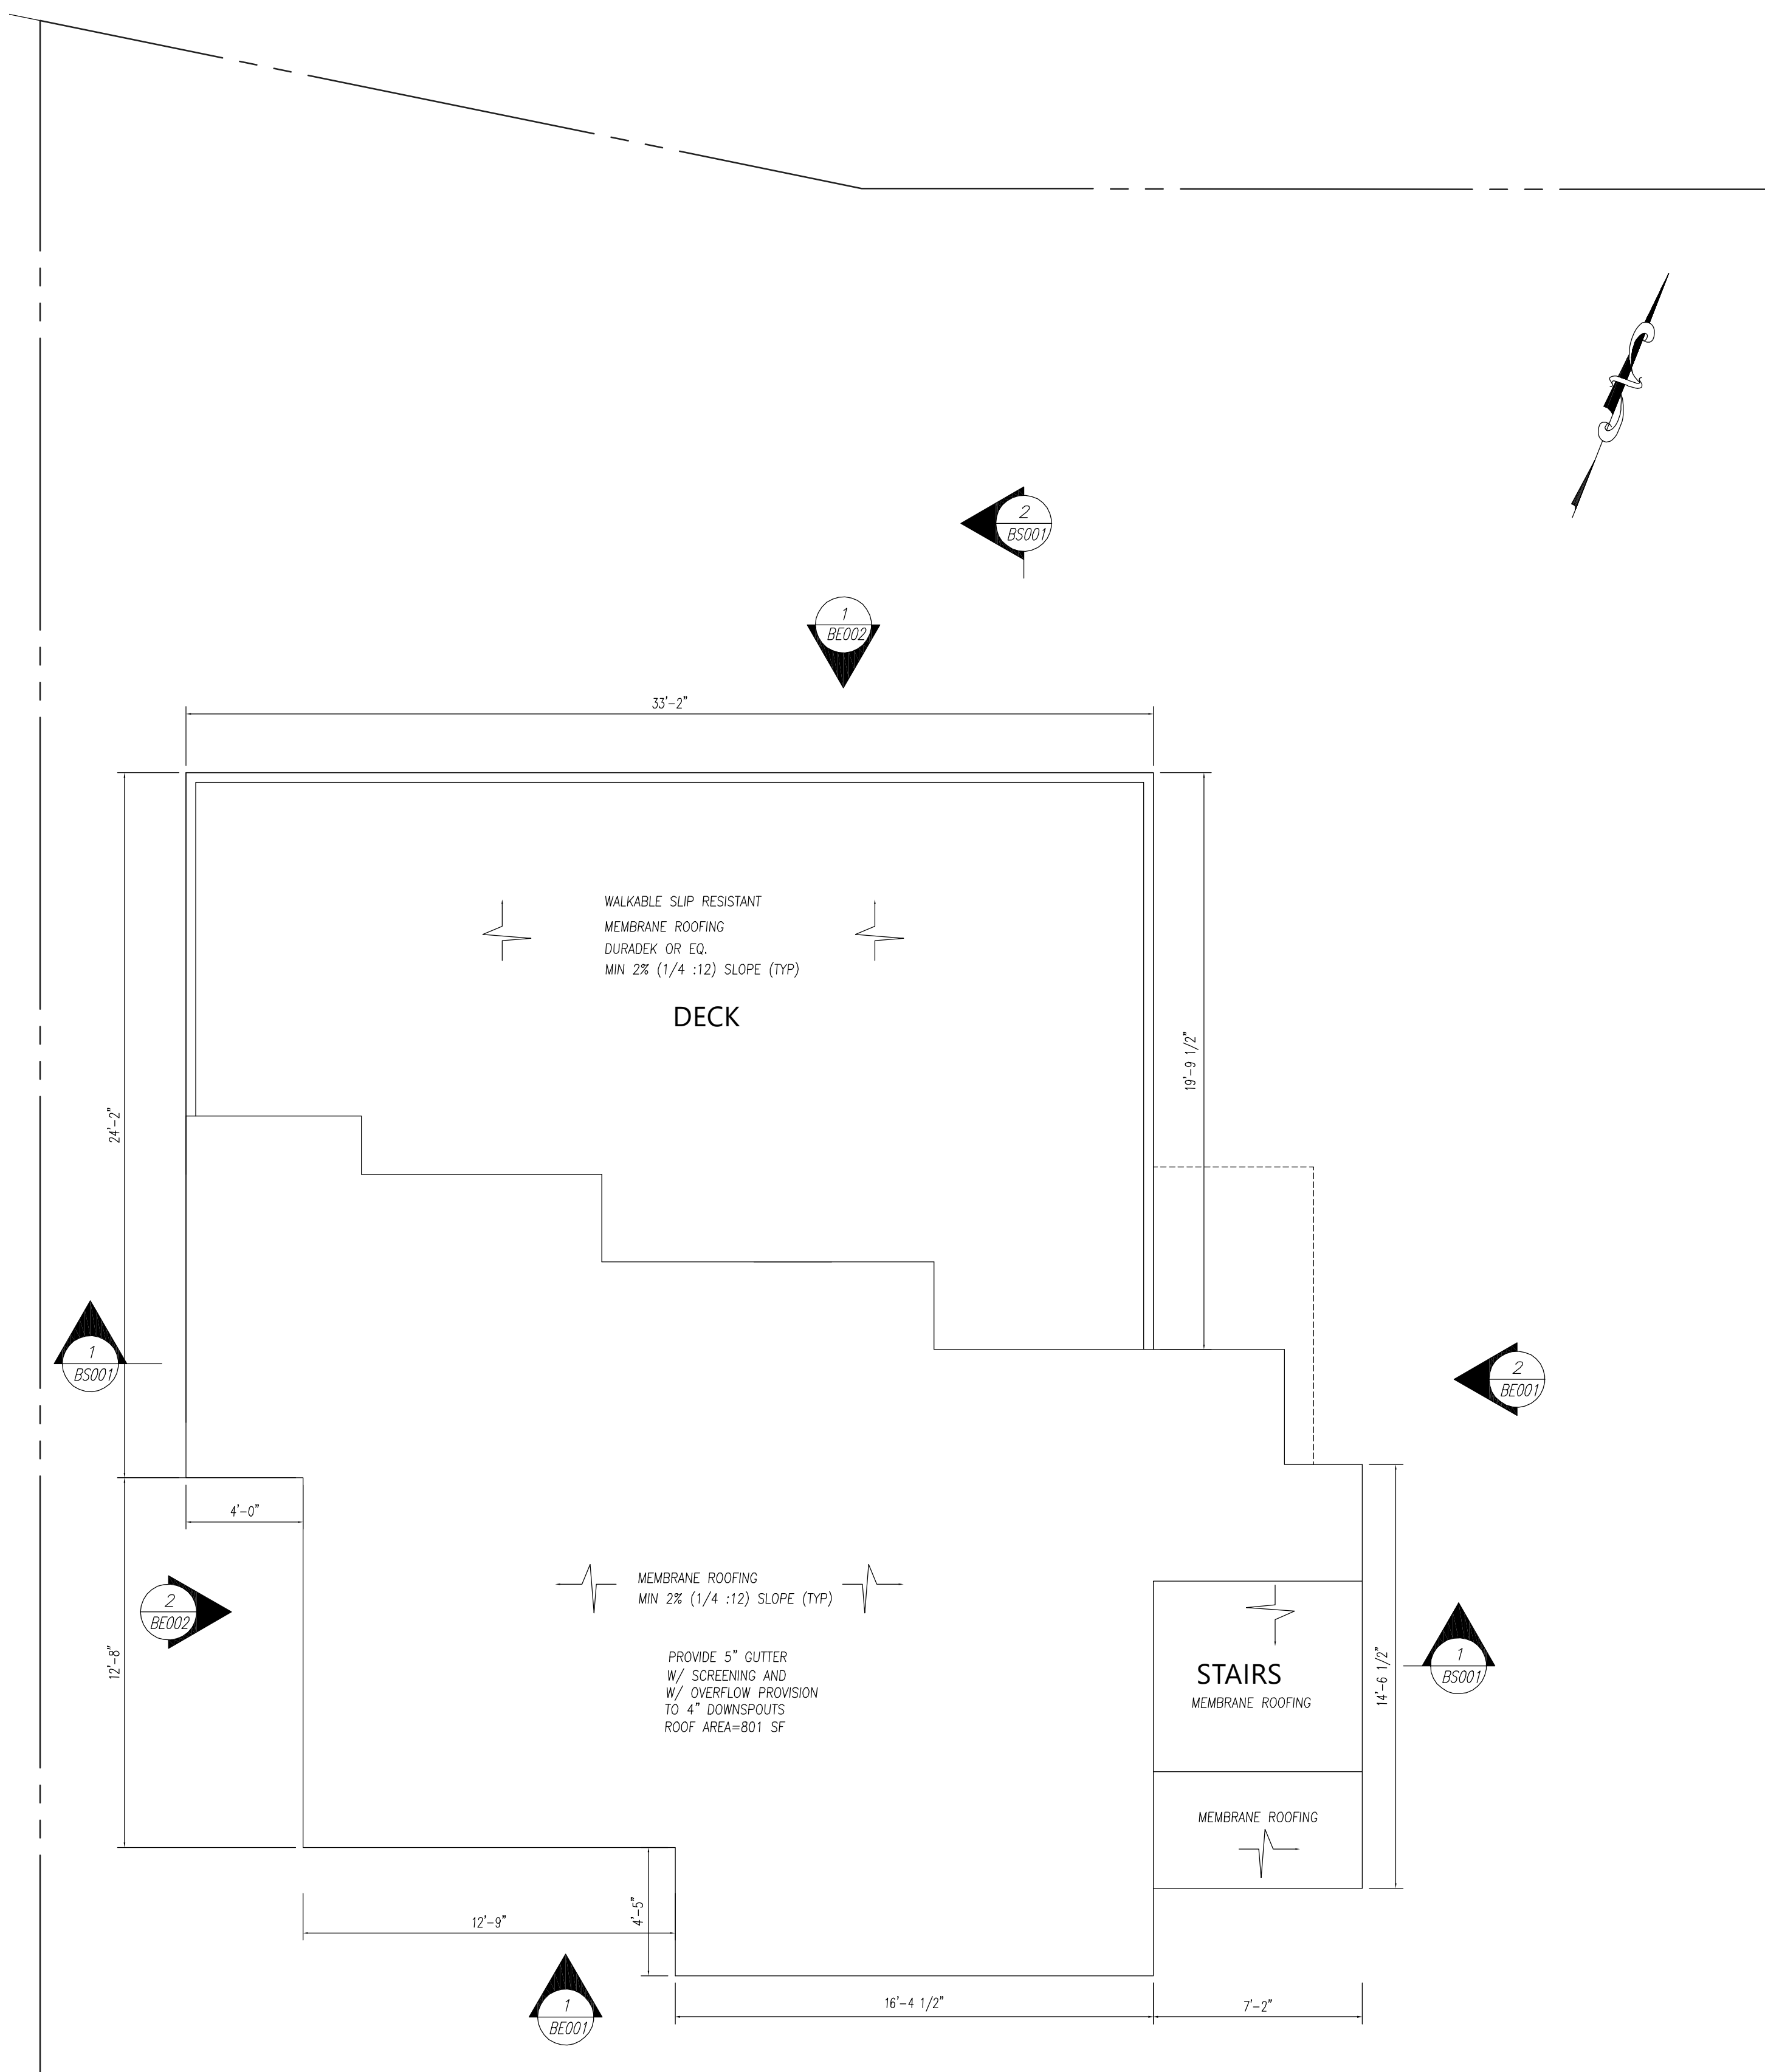 2
BS001
1
BE002
33'-2"
WALKABLE SLIP RESISTANT
MEMBRANE ROOFING
DURADEK OR EQ.
MIN 2% (1/4 :12) SLOPE (TYP)
DECK
19'-9 1/2"
24'-2"
1
BS001
2
BE001
4'-0"
MEMBRANE ROOFING
MIN 2% (1/4 :12) SLOPE (TYP)
2
BE002
12'-8"
PROVIDE 5" GUTTER
W/ SCREENING AND
W/ OVERFLOW PROVISION
TO 4" DOWNSPOUTS
ROOF AREA=801 SF
STAIRS
MEMBRANE ROOFING
14'-6 1/2"
1
BS001
MEMBRANE ROOFING
12'-9"
4'-5"
1
BE001
16'-4 1/2"
7'-2"